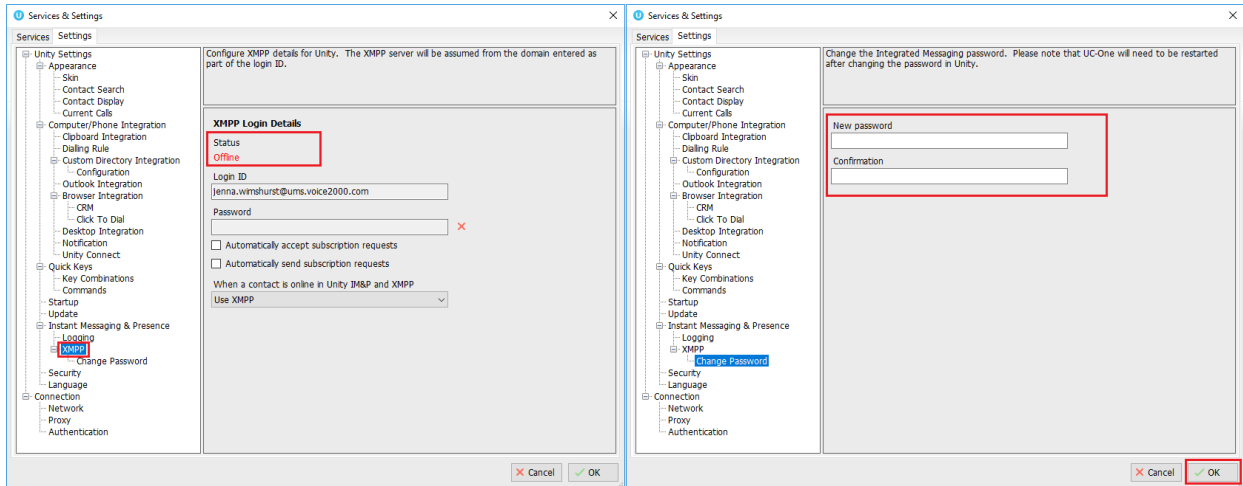 Services & Settings
Services Settings
Unity Settings
Appearance
Skin
Contact Search
Contact Display
Current Calls
Computer/Phone Integration
Clipboard Integration
Dialling Rule
Custom Directory Integration
Configuration
Outlook Integration
Browser Integration
CRM
Click To Dial
Desktop Integration
Notification
Unity Connect
Quick Keys
Key Combinations
Commands
Startup
Update
Instant Messaging & Presence
Logging
XMPP
Change Password
Security
Language
Connection
Network
Proxy
Authentication
Configure XMPP details for Unity. The XMPP server will be assumed from the domain entered as
part of the login ID.
XMPP Login Details
Status
Offline
Login ID
jenna.wimshurst@ums.voice2000.com
Password
Automatically accept subscription requests
Automatically send subscription requests
When a contact is online in Unity IM&P and XMPP
Use XMPP
Cancel
OK
Services & Settings
Services Settings
Unity Settings
Appearance
Skin
Contact Search
Contact Display
Current Calls
Computer/Phone Integration
Clipboard Integration
Dialling Rule
Custom Directory Integration
Configuration
Outlook Integration
Browser Integration
CRM
Click To Dial
Desktop Integration
Notification
Unity Connect
Quick Keys
Key Combinations
Commands
Startup
Update
Instant Messaging & Presence
Logging
XMPP
Change Password
Security
Language
Connection
Network
Proxy
Authentication
Change the Integrated Messaging password. Please note that UC-One will need to be restarted
after changing the password in Unity.
New password
Confirmation
Cancel
OK